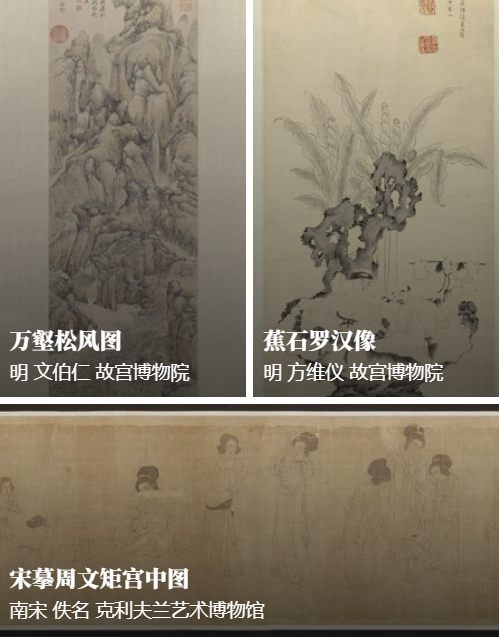 万壑松风图
明 文伯仁 故宫博物院
蕉石罗汉像
明 方维仪 故宫博物院
宋摹周文矩宫中图
南宋 佚名 克利夫兰艺术博物馆